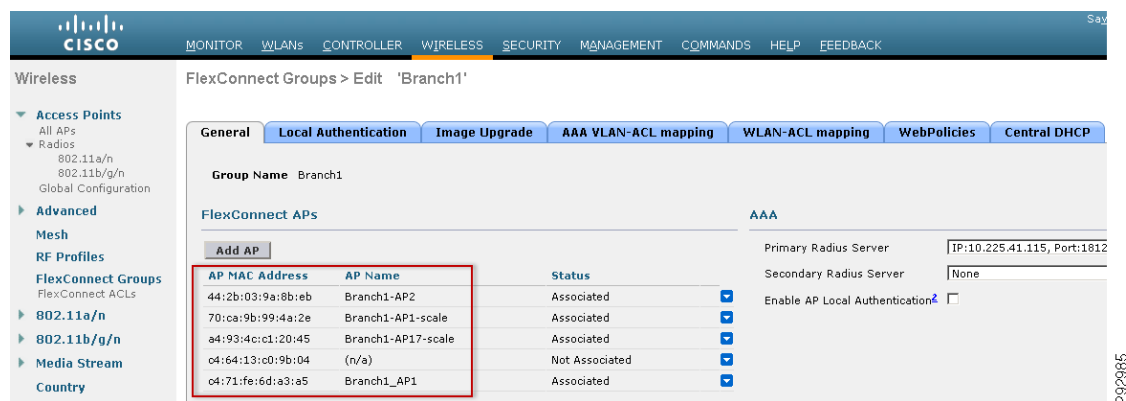 Sav
CISCO
MONITOR WLANs CONTROLLER WIRELESS SECURITY MANAGEMENT COMMANDS HELP FEEDBACK
Wireless
FlexConnect Groups > Edit 'Branch1'
Access Points
All APs
Radios
802.11a/n
802.11b/g/n
Global Configuration
Advanced
Mesh
RF Profiles
FlexConnect Groups
FlexConnect ACLs
802.11a/n
802.11b/g/n
Media Stream
Country
General Local Authentication Image Upgrade AAA VLAN-ACL mapping WLAN-ACL mapping WebPolicies Central DHCP
Group Name Branch1
FlexConnect APs
Add AP
AP MAC Address AP Name Status
44:2b:03:9a:8b:eb Branch1-AP2 Associated
70:ca:9b:99:4a:2e Branch1-AP1-scale Associated
a4:93:4c:c1:20:45 Branch1-AP17-scale Associated
c4:64:13:c0:9b:04 (n/a) Not Associated
c4:71:fe:6d:a3:a5 Branch1_AP1 Associated
AAA
Primary Radius Server IP:10.225.41.115, Port:1812
Secondary Radius Server None
Enable AP Local Authentication2
292985